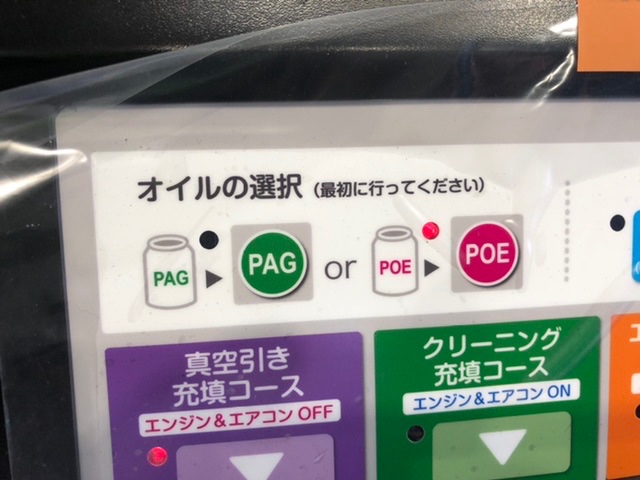 オイルの選択（最初に行ってください）
PAG
PAG
or
POE
POE
真空引き
充填コース
エンジン＆エアコン OFF
クリーニング
充填コース
エンジン＆エアコン ON